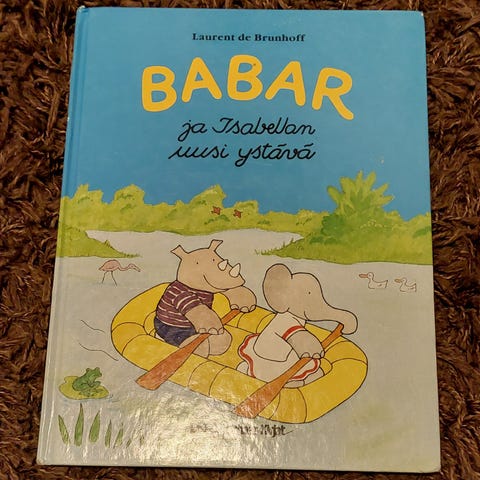 Laurent de Brunhoff
BABAR
ja Isabellan
uusi ystävä